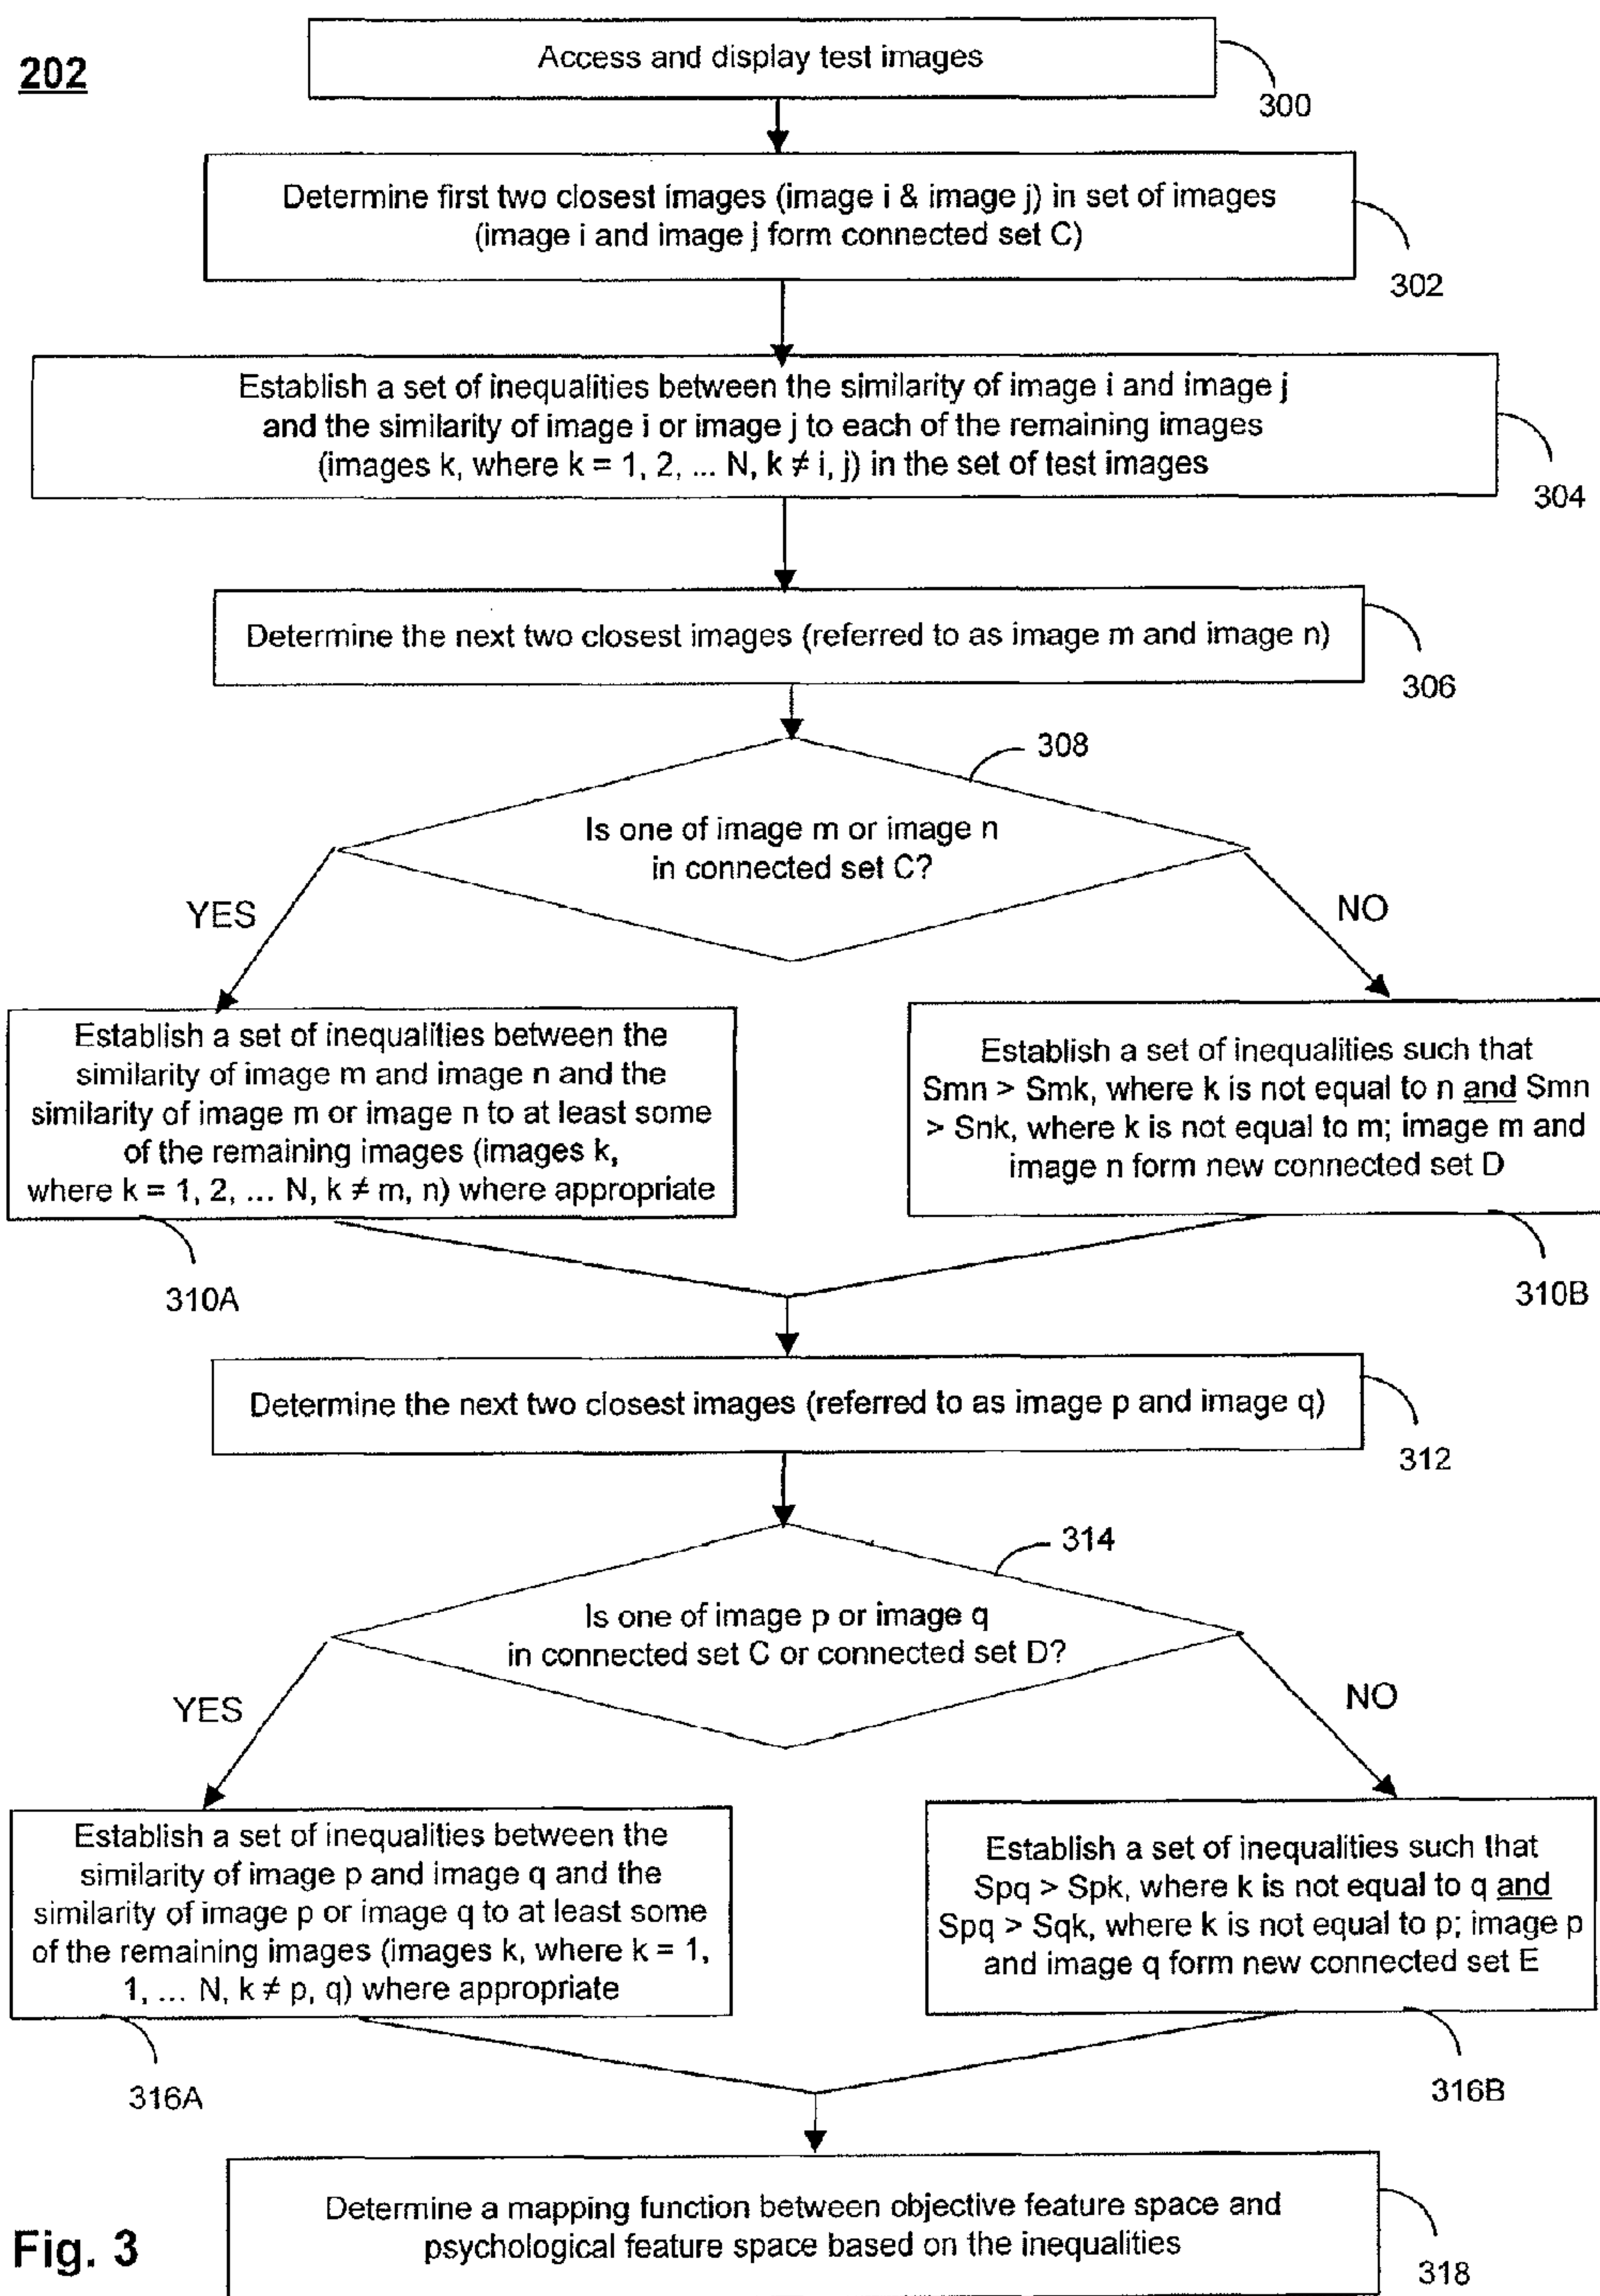 202
Access and display test images
300
Determine first two closest images (image i & image j) in set of images
(image i and image j form connected set C)
302
Establish a set of inequalities between the similarity of image i and image j
and the similarity of image i or image j to each of the remaining images
(images k, where k = 1, 2, ... N, k ≠ i, j) in the set of test images
304
Determine the next two closest images (referred to as image m and image n)
306
308
Is one of image m or image n
in connected set C?
YES
NO
Establish a set of inequalities between the
similarity of image m and image n and the
similarity of image m or image n to at least some
of the remaining images (images k,
where k = 1, 2, ... N, k ≠ m, n) where appropriate
310A
Establish a set of inequalities such that
Smn > Smk, where k is not equal to n and Smn
> Snk, where k is not equal to m; image m and
image n form new connected set D
310B
Determine the next two closest images (referred to as image p and image q)
312
314
Is one of image p or image q
in connected set C or connected set D?
YES
NO
Establish a set of inequalities between the
similarity of image p and image q and the
similarity of image p or image q to at least some
of the remaining images (images k, where k = 1,
1, ... N, k ≠ p, q) where appropriate
316A
Establish a set of inequalities such that
Spq > Spk, where k is not equal to q and
Spq > Sqk, where k is not equal to p; image p
and image q form new connected set E
316B
Determine a mapping function between objective feature space and
psychological feature space based on the inequalities
318
Fig. 3